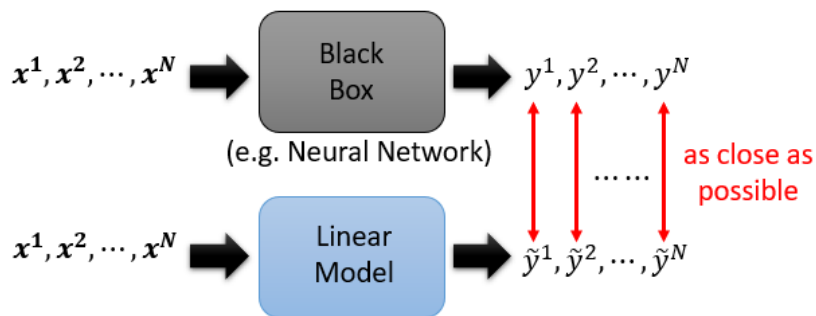 x¹, x², ⋯, xᴺ
Black
Box
y¹, y², ⋯, yᴺ
(e.g. Neural Network)
⋯⋯
as close as
possible
x¹, x², ⋯, xᴺ
Linear
Model
ỹ¹, ỹ², ⋯, ỹᴺ